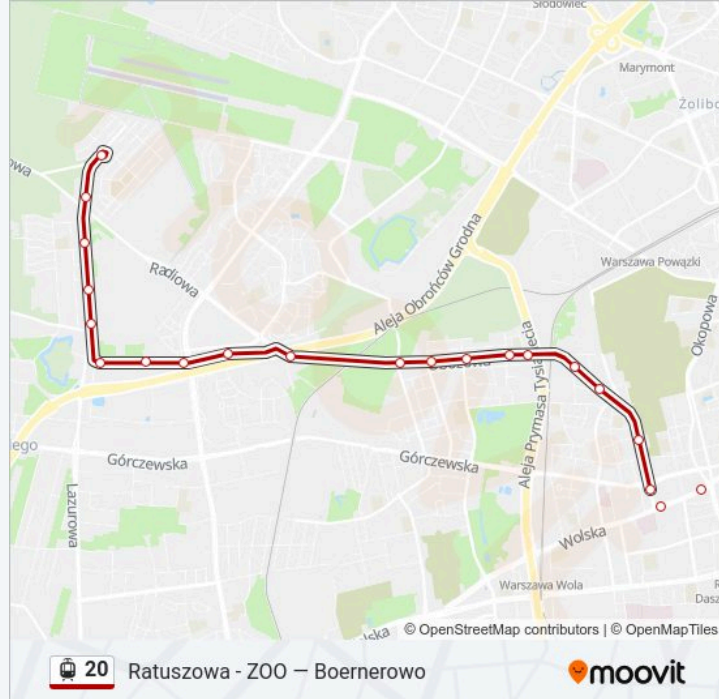 Słodowiec
Marymont
Żolib
owa
Radiowa
Aleja Obrońców Grodna
Warszawa Powązki
Okopowa
Aleja Prymasa Tysiąclecia
ego
Górczewska
Górczewska
Lazurowa
Wolska
Warszawa Wola
R
Dasz
lska
© OpenStreetMap contributors | © OpenMapTiles
20 Ratuszowa - ZOO — Boernerowo
moovit